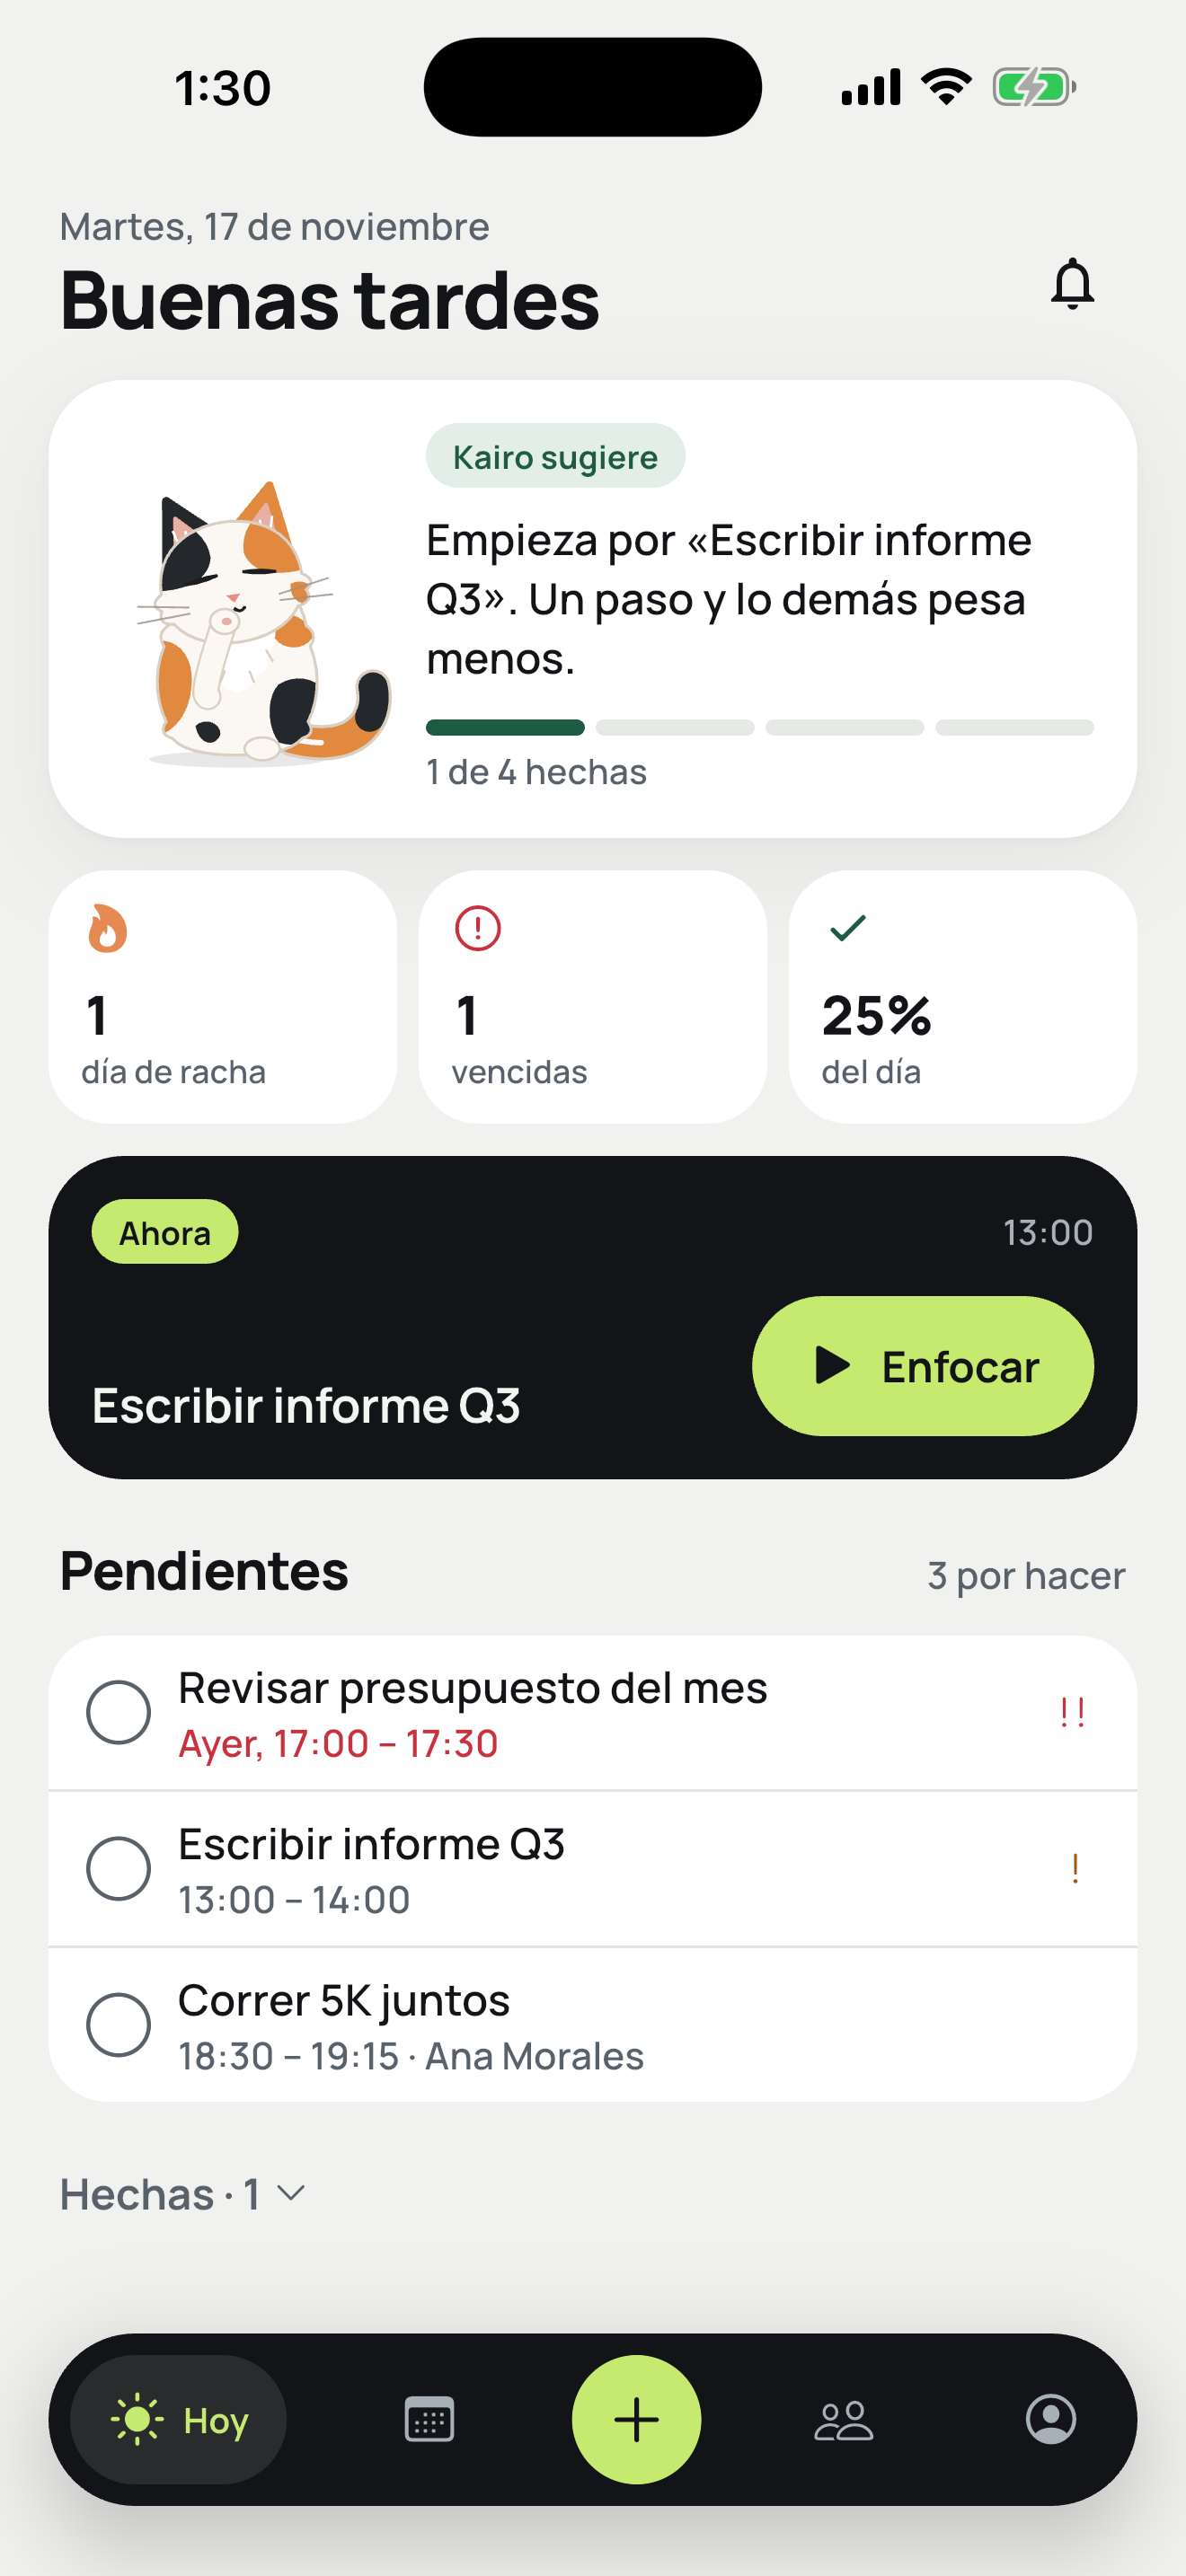 1:30
Martes, 17 de noviembre
Buenas tardes
Kairo sugiere
Empieza por «Escribir informe
Q3». Un paso y lo demás pesa
menos.
1 de 4 hechas
1
día de racha
1
vencidas
25%
del día
Ahora
13:00
Escribir informe Q3
Enfocar
Pendientes
3 por hacer
Revisar presupuesto del mes
Ayer, 17:00 – 17:30
!!
Escribir informe Q3
13:00 – 14:00
!
Correr 5K juntos
18:30 – 19:15 · Ana Morales
Hechas · 1
Hoy